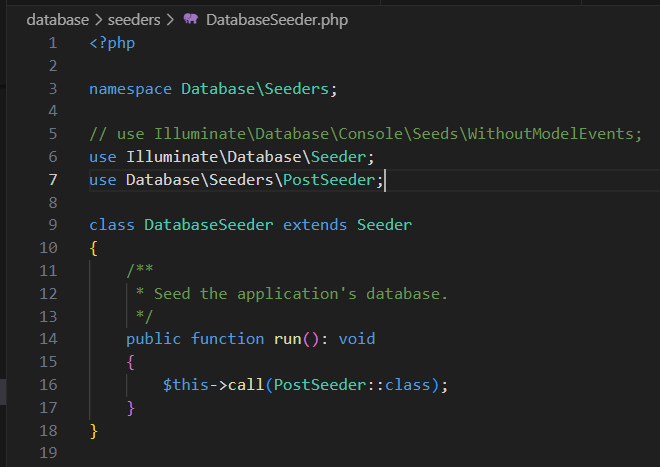 database > seeders > DatabaseSeeder.php
1 <?php
2
3 namespace Database\Seeders;
4
5 // use Illuminate\Database\Console\Seeds\WithoutModelEvents;
6 use Illuminate\Database\Seeder;
7 use Database\Seeders\PostSeeder;
8
9 class DatabaseSeeder extends Seeder
10 {
11     /**
12      * Seed the application's database.
13      */
14     public function run(): void
15     {
16         $this->call(PostSeeder::class);
17     }
18 }
19